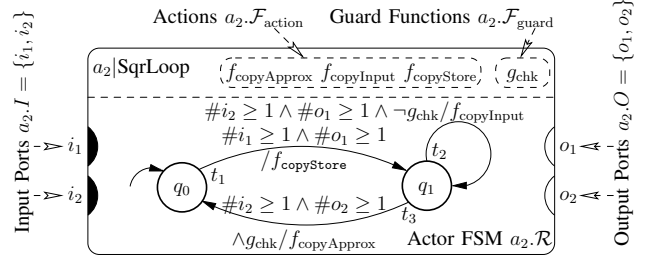 Actions a₂.ℱ_action
Guard Functions a₂.ℱ_guard
Input Ports a₂.I = {i₁, i₂}
Output Ports a₂.O = {o₁, o₂}
a₂|SqrLoop
f_copyApprox f_copyInput f_copyStore
g_chk
#i₂ ≥ 1 ∧ #o₁ ≥ 1 ∧ ¬g_chk/f_copyInput
#i₁ ≥ 1 ∧ #o₁ ≥ 1
/f_copyStore
i₁
i₂
o₁
o₂
q₀
q₁
t₁
t₂
t₃
#i₂ ≥ 1 ∧ #o₂ ≥ 1
∧g_chk/f_copyApprox
Actor FSM a₂.ℛ